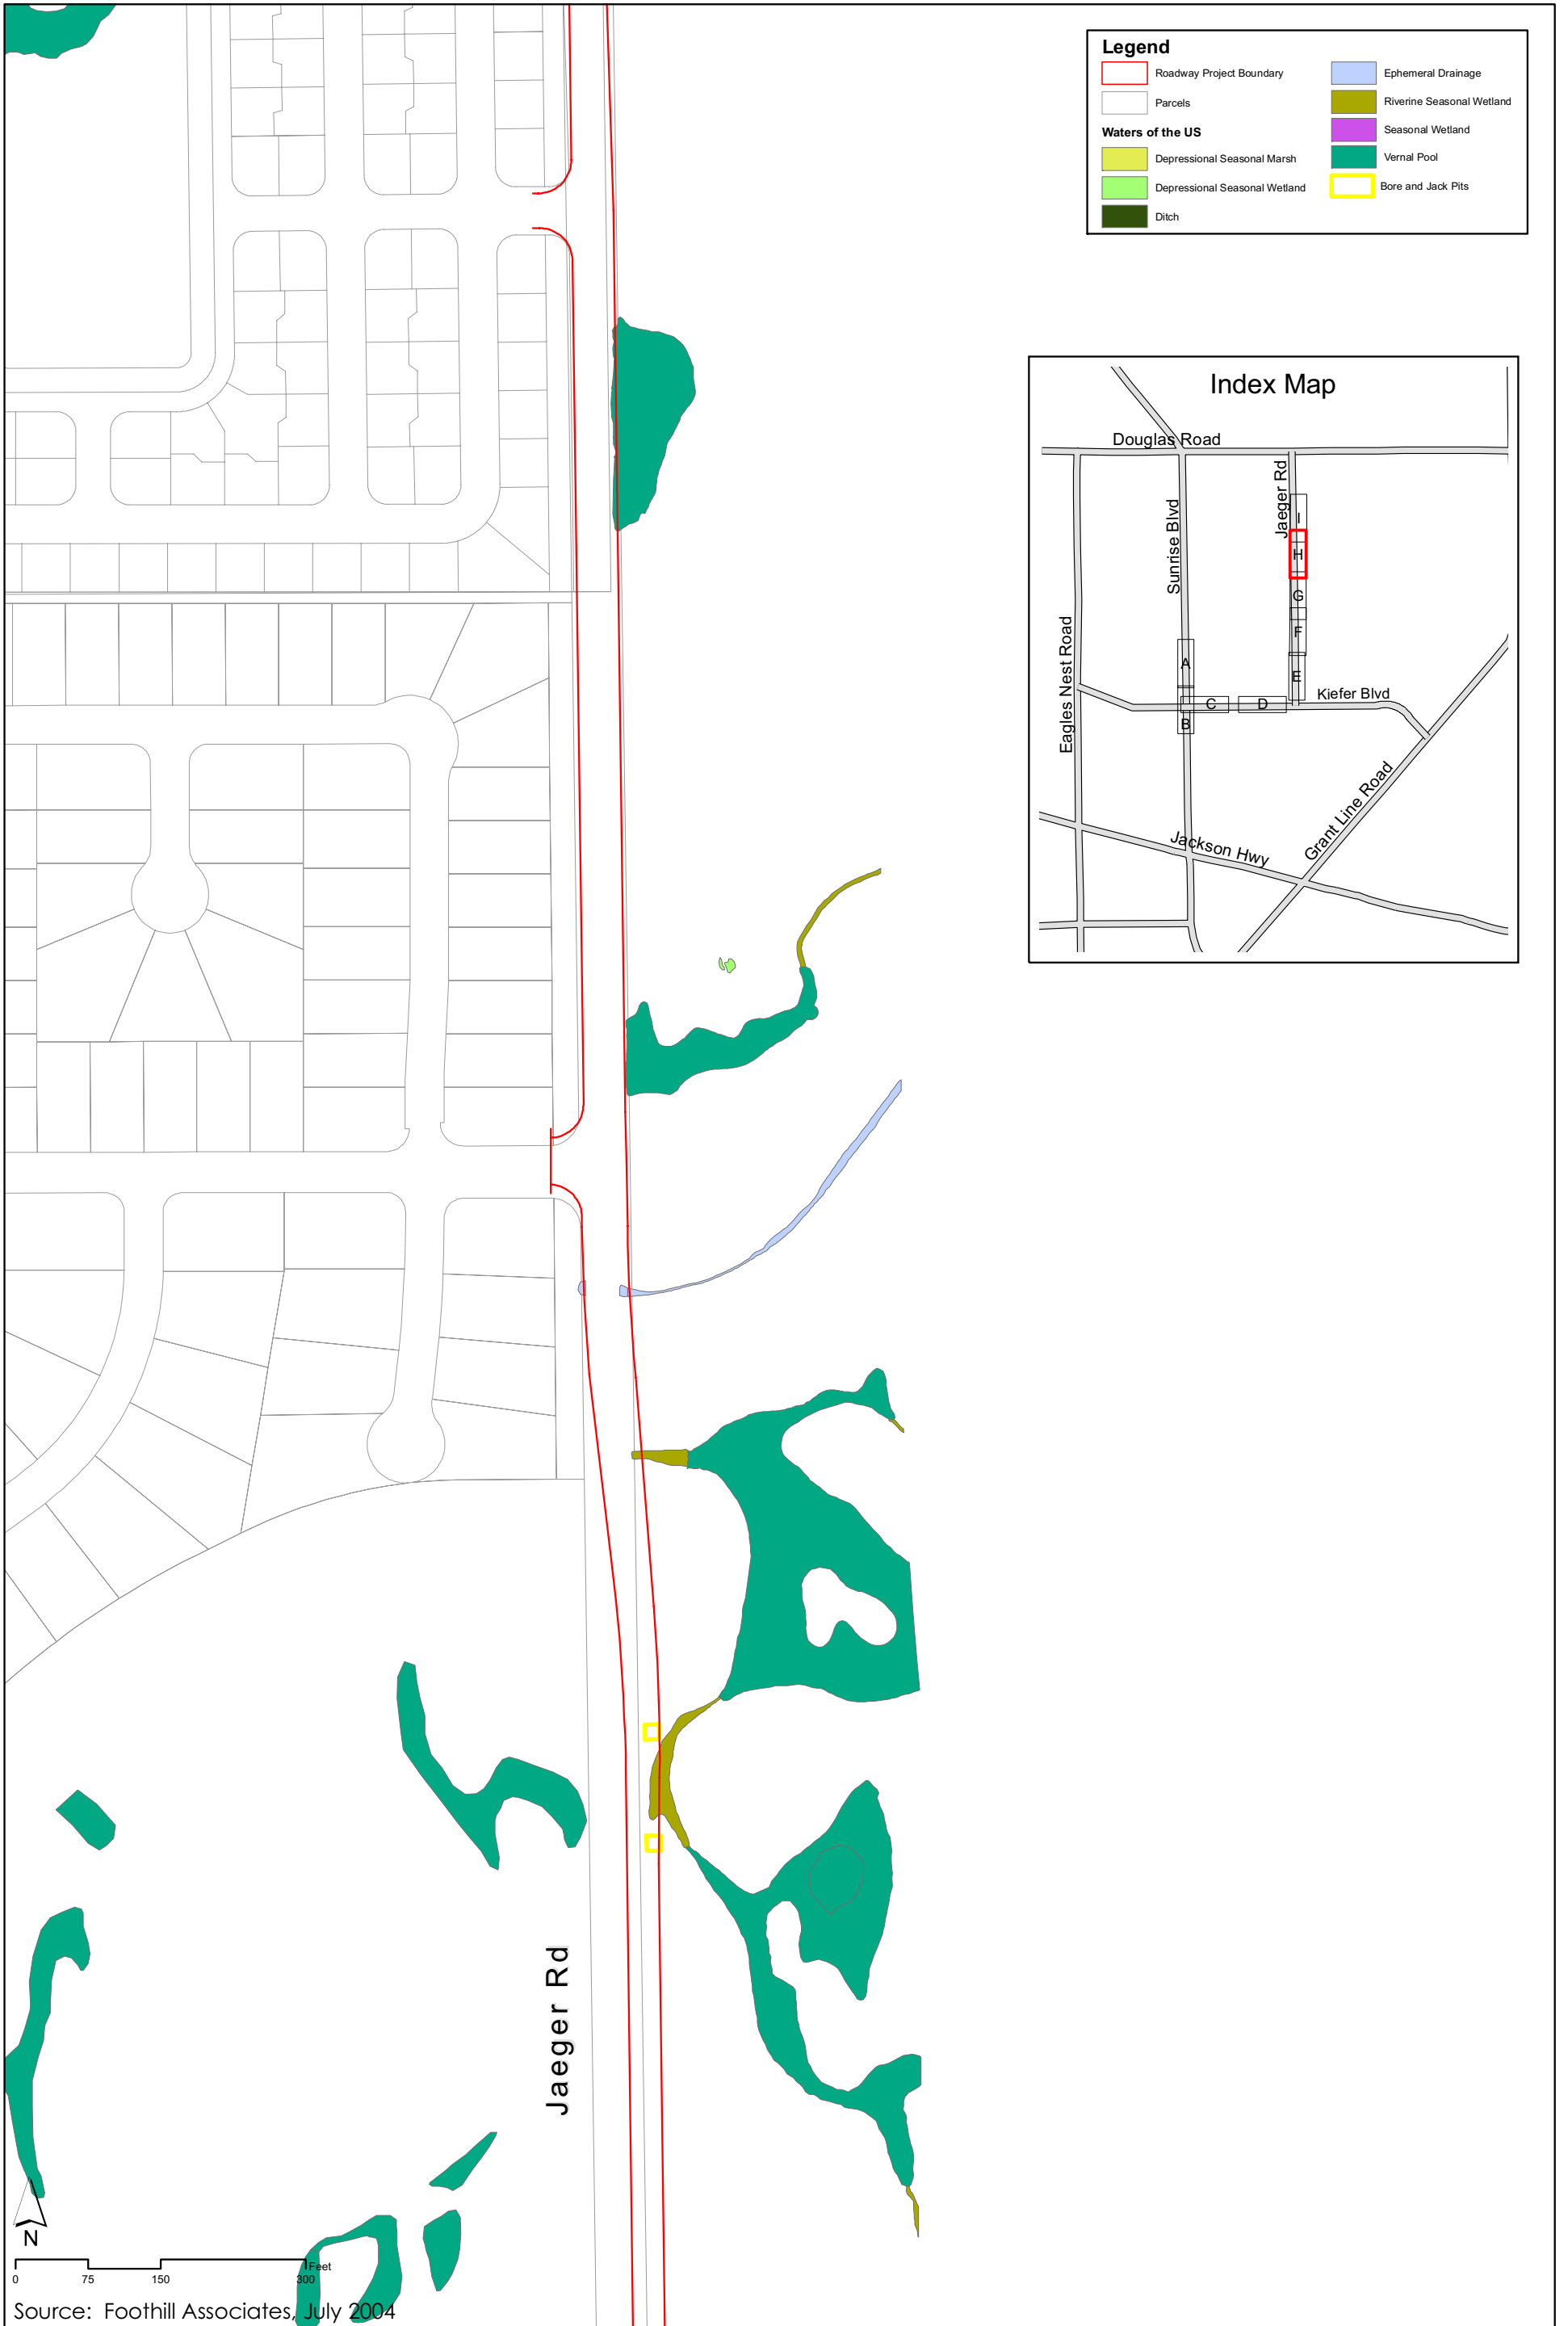 Legend
Roadway Project Boundary
Parcels
Waters of the US
Depressional Seasonal Marsh
Depressional Seasonal Wetland
Ditch
Ephemeral Drainage
Riverine Seasonal Wetland
Seasonal Wetland
Vernal Pool
Bore and Jack Pits
Index Map
Douglas Road
Jaeger Rd
Sunrise Blvd
Eagles Nest Road
I
H
G
F
E
A
C
D
B
Kiefer Blvd
Grant Line Road
Jackson Hwy
Jaeger Rd
N
Feet
0 75 150 300
Source: Foothill Associates, July 2004